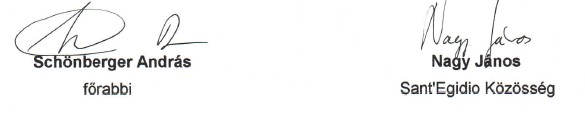 Nagy János
Schönberger András
főrabbi
Nagy János
Sant'Egidio Közösség